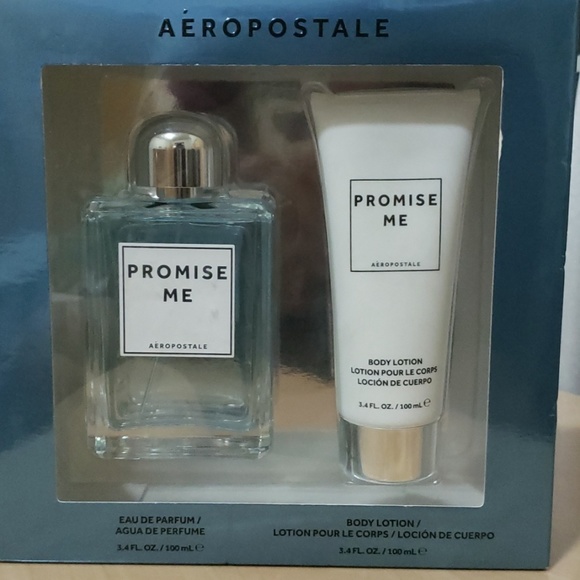 AÉROPOSTALE
PROMISE
ME
AÉROPOSTALE
PROMISE
ME
AÉROPOSTALE
BODY LOTION
LOTION POUR LE CORPS
LOCIÓN DE CUERPO
3.4 FL. OZ. / 100 mL ℮
EAU DE PARFUM /
AGUA DE PERFUME
3.4 FL. OZ. / 100 mL ℮
BODY LOTION /
LOTION POUR LE CORPS / LOCIÓN DE CUERPO
3.4 FL. OZ. / 100 mL ℮